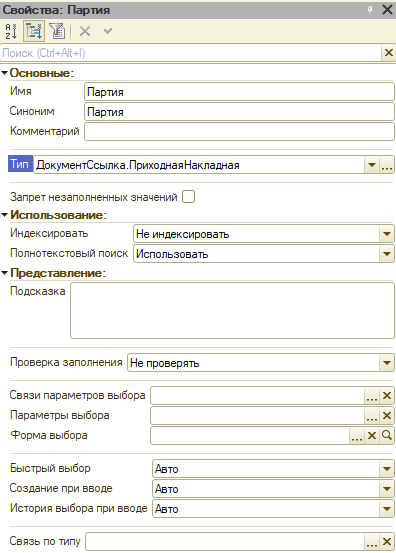 Свойства: Партия
Поиск (Ctrl+Alt+I)
Основные:
Имя Партия
Синоним Партия
Комментарий
Тип ДокументСсылка.ПриходнаяНакладная ...
Запрет незаполненных значений
Использование:
Индексировать Не индексировать
Полнотекстовый поиск Использовать
Представление:
Подсказка
Проверка заполнения Не проверять
Связи параметров выбора ...
Параметры выбора ...
Форма выбора ...
Быстрый выбор Авто
Создание при вводе Авто
История выбора при вводе Авто
Связь по типу ...